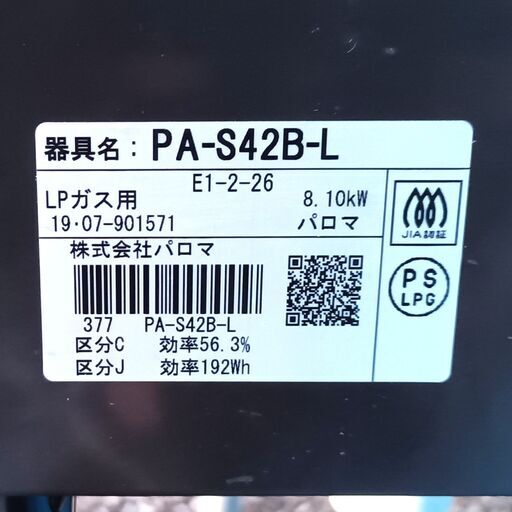 器具名：PA-S42B-L
E1-2-26
LPガス用 8.10kW
19･07-901571 パロマ
株式会社パロマ
377 PA-S42B-L
区分C 効率56.3%
区分J 効率192Wh
JIA認証
PS
LPG